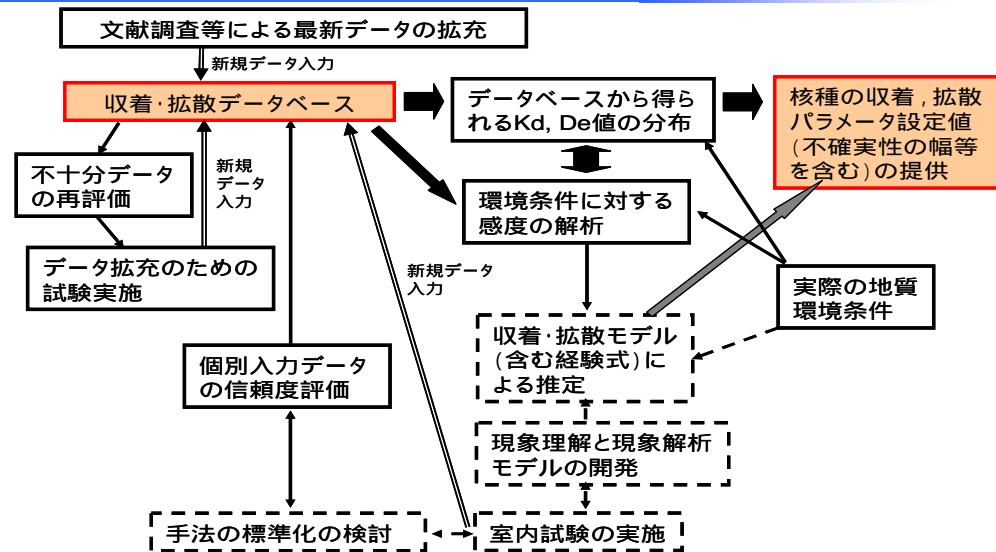 文献調査等による最新データの拡充
新規データ入力
収着・拡散データベース
データベースから得ら
れるKd, De値の分布
核種の収着，拡散
パラメータ設定値
(不確実性の幅等
を含む)の提供
不十分データ
の再評価
新規
データ
入力
環境条件に対する
感度の解析
データ拡充のための
試験実施
新規データ
入力
実際の地質
環境条件
収着・拡散モデル
(含む経験式)に
よる推定
個別入力データ
の信頼度評価
現象理解と現象解析
モデルの開発
手法の標準化の検討
室内試験の実施